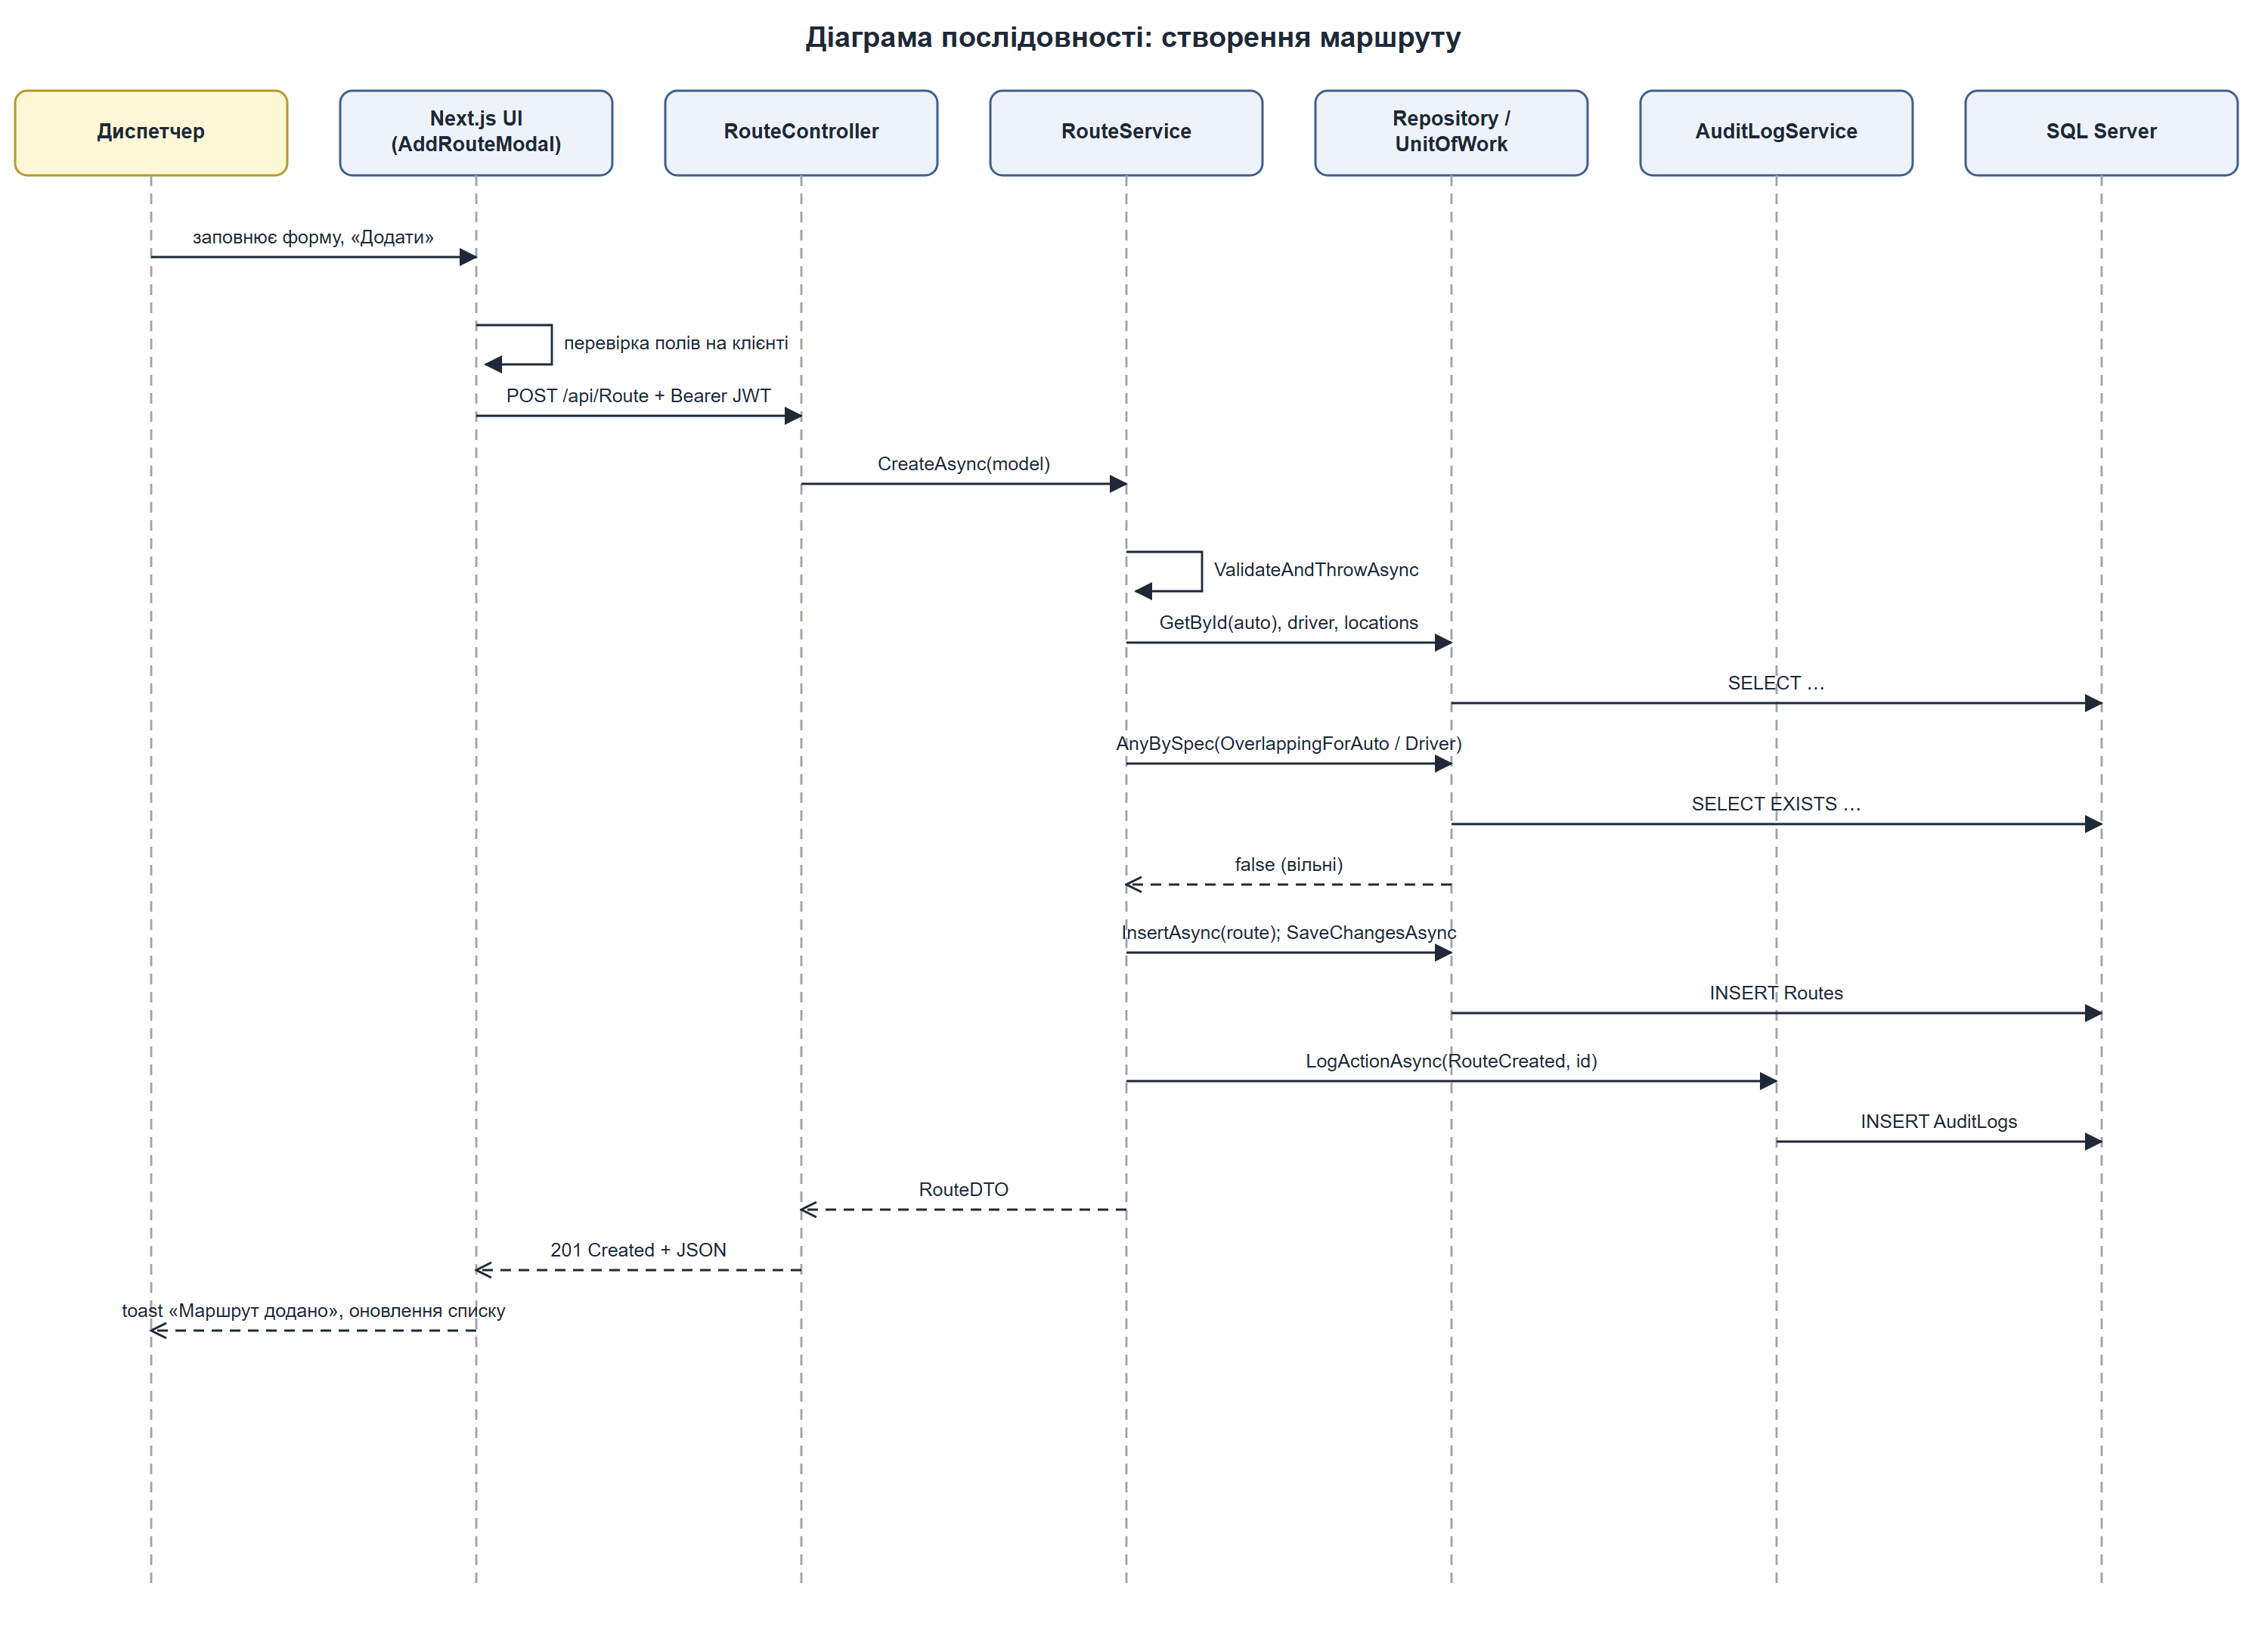 Діаграма послідовності: створення маршруту
Диспетчер
Next.js UI
(AddRouteModal)
RouteController
RouteService
Repository /
UnitOfWork
AuditLogService
SQL Server
заповнює форму, «Додати»
перевірка полів на клієнті
POST /api/Route + Bearer JWT
CreateAsync(model)
ValidateAndThrowAsync
GetById(auto), driver, locations
SELECT …
AnyBySpec(OverlappingForAuto / Driver)
SELECT EXISTS …
false (вільні)
InsertAsync(route); SaveChangesAsync
INSERT Routes
LogActionAsync(RouteCreated, id)
INSERT AuditLogs
RouteDTO
201 Created + JSON
toast «Маршрут додано», оновлення списку